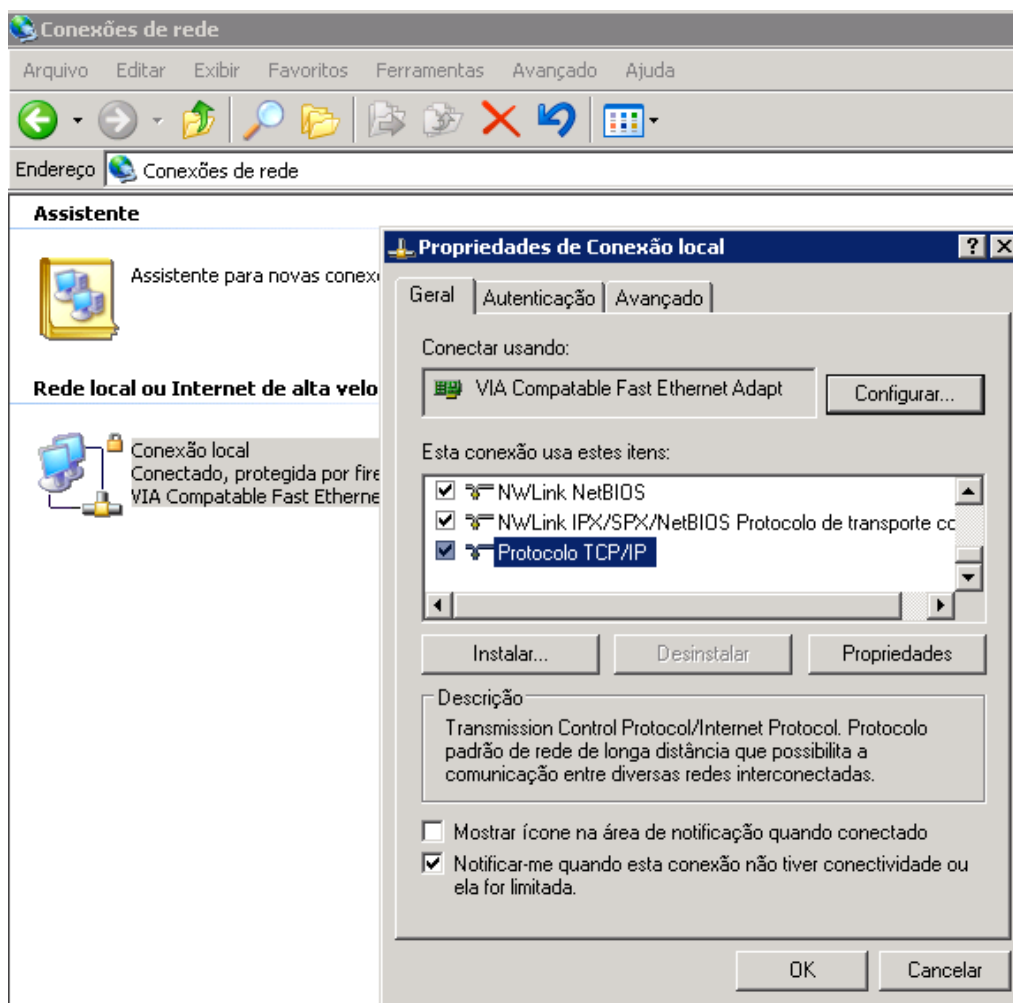 Conexões de rede
Arquivo Editar Exibir Favoritos Ferramentas Avançado Ajuda
Endereço Conexões de rede
Assistente
Assistente para novas conex
Rede local ou Internet de alta velo
Conexão local
Conectado, protegida por fire
VIA Compatable Fast Etherne
Propriedades de Conexão local
Geral Autenticação Avançado
Conectar usando:
VIA Compatable Fast Ethernet Adapt Configurar...
Esta conexão usa estes itens:
NWLink NetBIOS
NWLink IPX/SPX/NetBIOS Protocolo de transporte cc
Protocolo TCP/IP
Instalar... Desinstalar Propriedades
Descrição
Transmission Control Protocol/Internet Protocol. Protocolo
padrão de rede de longa distância que possibilita a
comunicação entre diversas redes interconectadas.
Mostrar ícone na área de notificação quando conectado
Notificar-me quando esta conexão não tiver conectividade ou
ela for limitada.
OK Cancelar